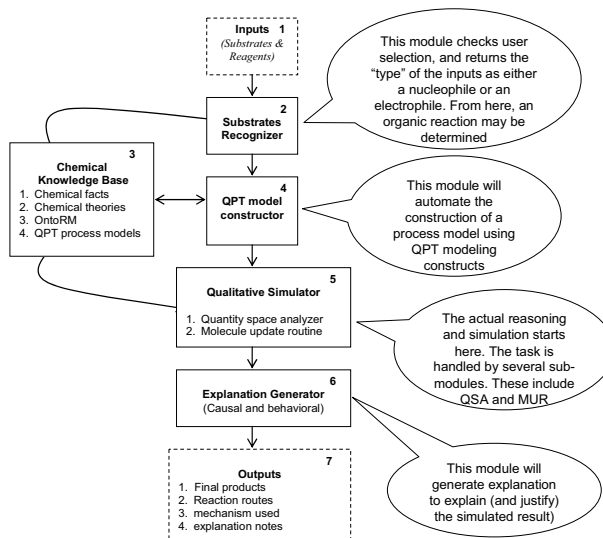 1
Inputs
(Substrates &
Reagents)
This module checks user
selection, and returns the
“type” of the inputs as either
a nucleophile or an
electrophile. From here, an
organic reaction may be
determined
2
Substrates
Recognizer
3
Chemical
Knowledge Base
1. Chemical facts
2. Chemical theories
3. OntoRM
4. QPT process models
4
QPT model
constructor
This module will
automate the
construction of a
process model using
QPT modeling
constructs
5
Qualitative Simulator
1. Quantity space analyzer
2. Molecule update routine
The actual reasoning
and simulation starts
here. The task is
handled by several sub-
modules. These include
QSA and MUR
6
Explanation Generator
(Causal and behavioral)
This module will
generate explanation
to explain (and justify)
the simulated result)
7
Outputs
1. Final products
2. Reaction routes
3. mechanism used
4. explanation notes